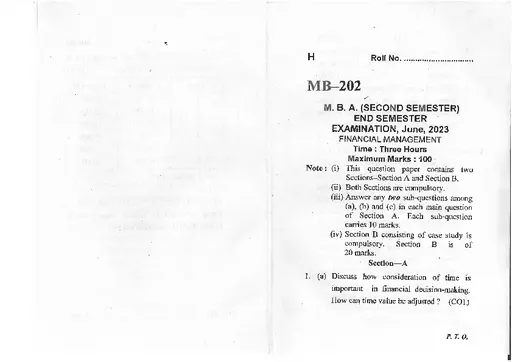 H Roll No. ..............................
MB–202
M. B. A. (SECOND SEMESTER)
END SEMESTER
EXAMINATION, June, 2023
FINANCIAL MANAGEMENT
Time : Three Hours
Maximum Marks : 100
Note : (i) This question paper contains two
Sections–Section A and Section B.
(ii) Both Sections are compulsory.
(iii) Answer any two sub-questions among
(a), (b) and (c) in each main question
of Section A. Each sub-question
carries 10 marks.
(iv) Section B consisting of case study is
compulsory. Section B is of
20 marks.
Section—A
1. (a) Discuss how consideration of time is
important in financial decision-making.
How can time value be adjusted ? (CO1)
P. T. O.